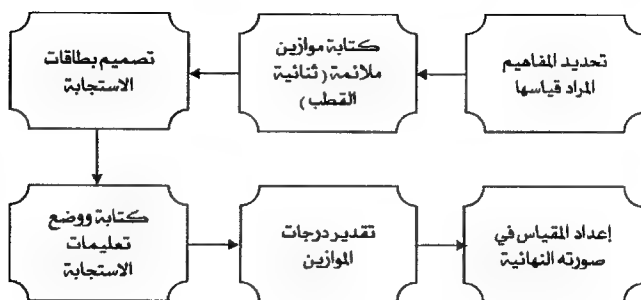 تحديد المفاهيم
المراد قياسها
كتابة موازين
ملائمة (ثنائية
القطب)
تصميم بطاقات
الاستجابة
كتابة ووضع
تعليمات
الاستجابة
تقدير درجات
الموازين
إعداد المقياس في
صورته النهائية